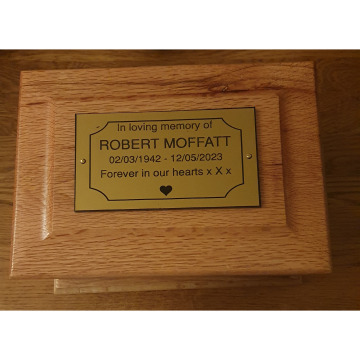 In loving memory of
ROBERT MOFFATT
02/03/1942 - 12/05/2023
Forever in our hearts x X x